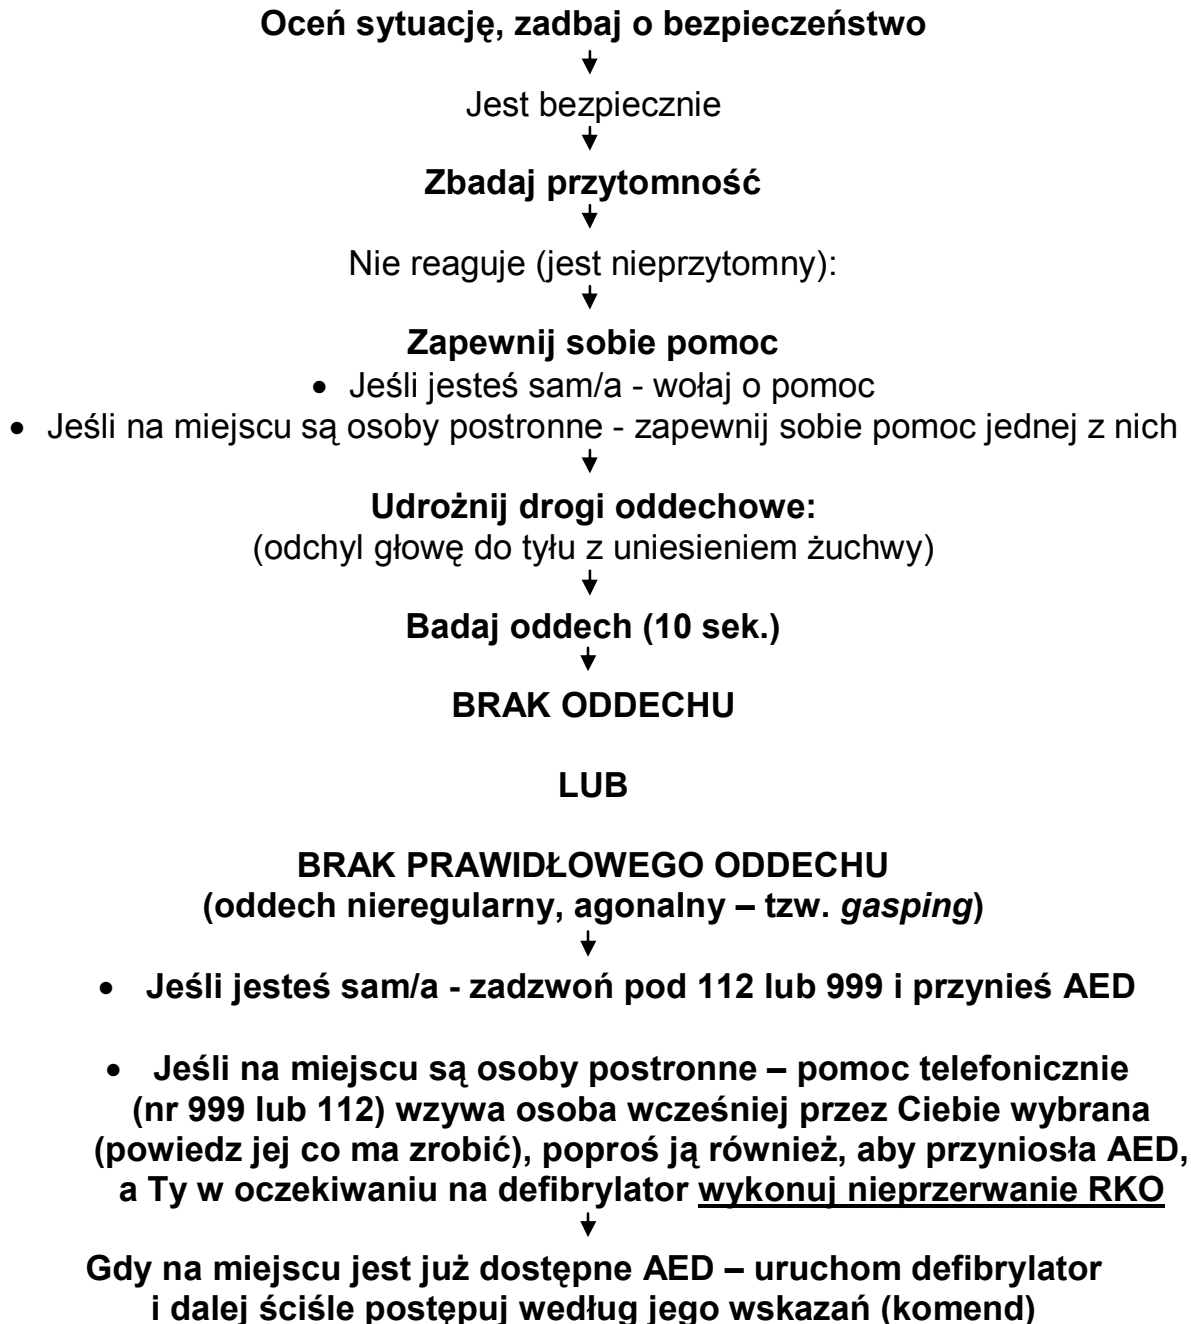 Oceń sytuację, zadbaj o bezpieczeństwo
Jest bezpiecznie
Zbadaj przytomność
Nie reaguje (jest nieprzytomny):
Zapewnij sobie pomoc
• Jeśli jesteś sam/a - wołaj o pomoc
• Jeśli na miejscu są osoby postronne - zapewnij sobie pomoc jednej z nich
Udrożnij drogi oddechowe:
(odchyl głowę do tyłu z uniesieniem żuchwy)
Badaj oddech (10 sek.)
BRAK ODDECHU
LUB
BRAK PRAWIDŁOWEGO ODDECHU
(oddech nieregularny, agonalny – tzw. gasping)
• Jeśli jesteś sam/a - zadzwoń pod 112 lub 999 i przynieś AED
• Jeśli na miejscu są osoby postronne – pomoc telefonicznie
(nr 999 lub 112) wzywa osoba wcześniej przez Ciebie wybrana
(powiedz jej co ma zrobić), poproś ją również, aby przyniosła AED,
a Ty w oczekiwaniu na defibrylator wykonuj nieprzerwanie RKO
Gdy na miejscu jest już dostępne AED – uruchom defibrylator
i dalej ściśle postępuj według jego wskazań (komend)